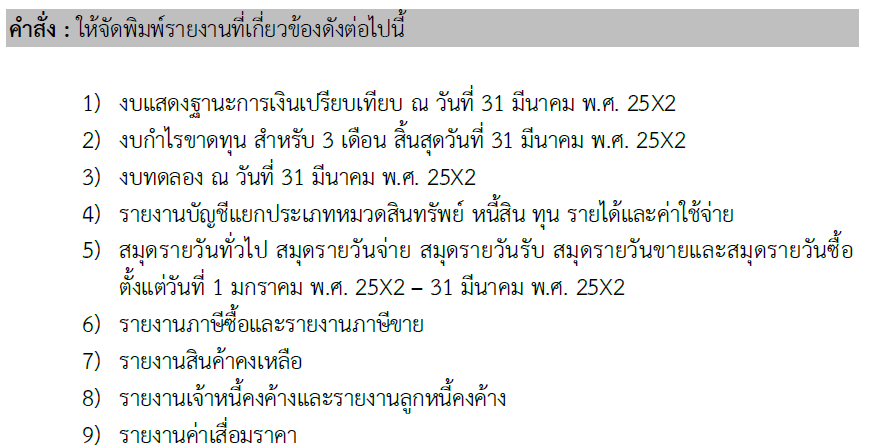 คำสั่ง : ให้จัดพิมพ์รายงานที่เกี่ยวข้องดังต่อไปนี้
1) งบแสดงฐานะการเงินเปรียบเทียบ ณ วันที่ 31 มีนาคม พ.ศ. 25X2
2) งบกำไรขาดทุน สำหรับ 3 เดือน สิ้นสุดวันที่ 31 มีนาคม พ.ศ. 25X2
3) งบทดลอง ณ วันที่ 31 มีนาคม พ.ศ. 25X2
4) รายงานบัญชีแยกประเภทหมวดสินทรัพย์ หนี้สิน ทุน รายได้และค่าใช้จ่าย
5) สมุดรายวันทั่วไป สมุดรายวันจ่าย สมุดรายวันรับ สมุดรายวันขายและสมุดรายวันซื้อ
ตั้งแต่วันที่ 1 มกราคม พ.ศ. 25X2 – 31 มีนาคม พ.ศ. 25X2
6) รายงานภาษีซื้อและรายงานภาษีขาย
7) รายงานสินค้าคงเหลือ
8) รายงานเจ้าหนี้คงค้างและรายงานลูกหนี้คงค้าง
9) รายงานค่าเสื่อมราคา